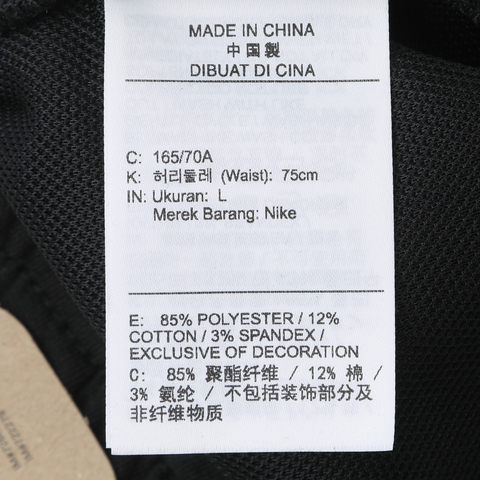 MADE IN CHINA
中国製
DIBUAT DI CINA
C: 165/70A
K: 허리둘레 (Waist): 75cm
IN: Ukuran: L
Merek Barang: Nike
E: 85% POLYESTER / 12%
COTTON / 3% SPANDEX /
EXCLUSIVE OF DECORATION
C: 85% 聚酯纤维 / 12% 棉 /
3% 氨纶 / 不包括装饰部分及
非纤维物质